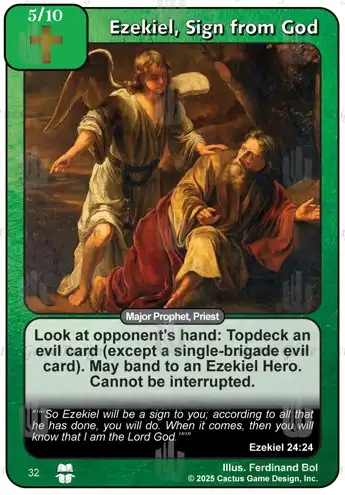 5/10
Ezekiel, Sign from God
Major Prophet, Priest
Look at opponent's hand: Topdeck an
evil card (except a single-brigade evil
card). May band to an Ezekiel Hero.
Cannot be interrupted.
"'"'So Ezekiel will be a sign to you; according to all that
he has done, you will do. When it comes, then you will
know that I am the Lord God.'"'"
Ezekiel 24:24
32
Illus. Ferdinand Bol
© 2025 Cactus Game Design, Inc.